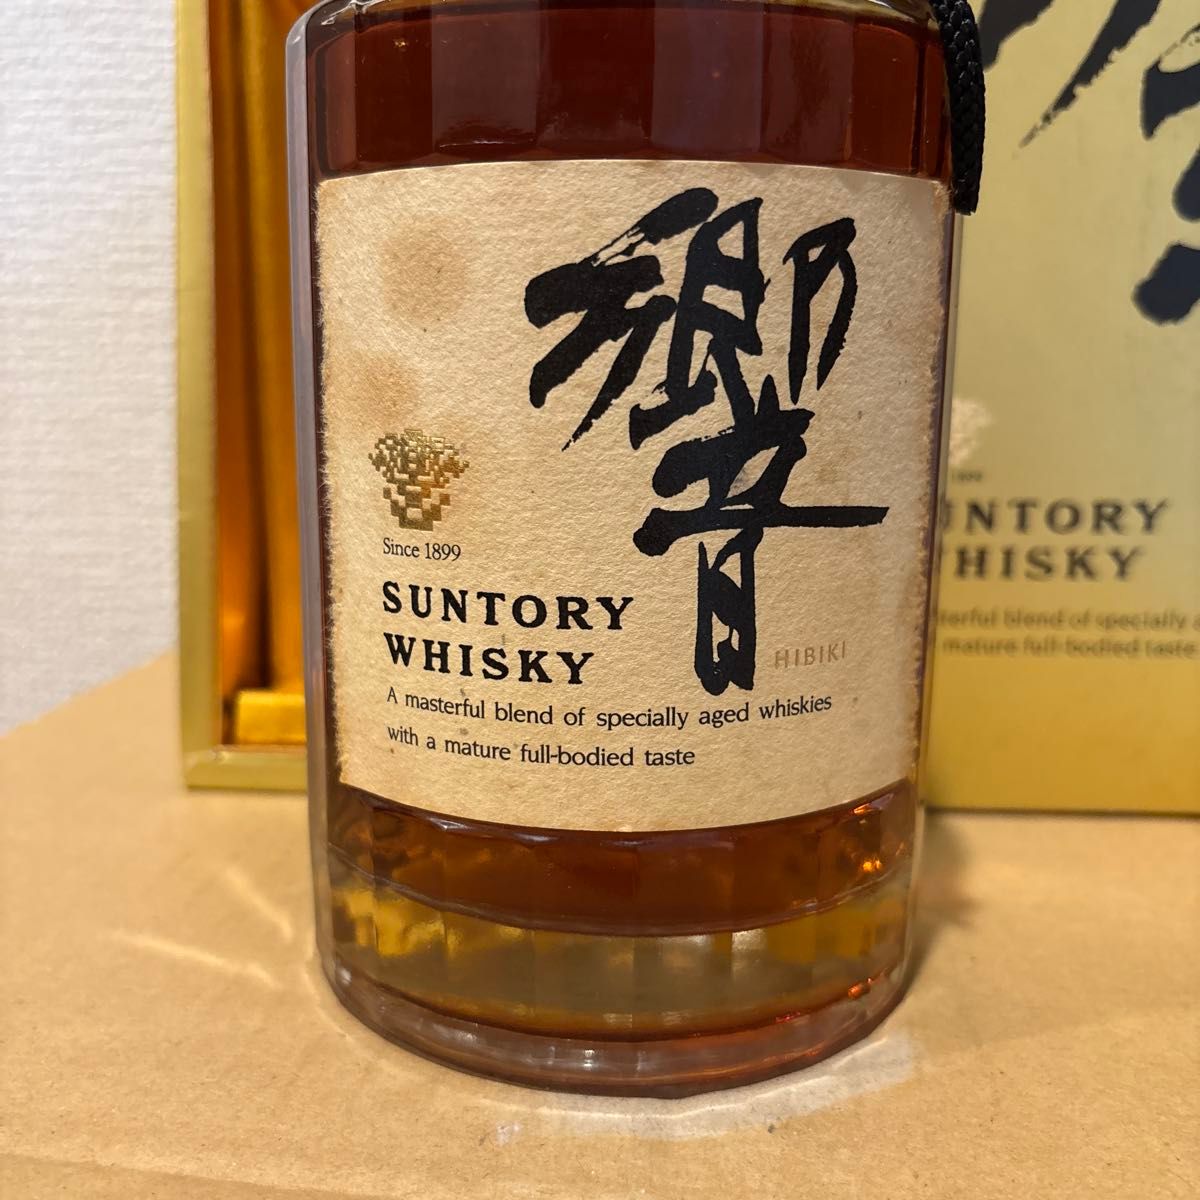 響
HIBIKI
Since 1899
SUNTORY
WHISKY
A masterful blend of specially aged whiskies
with a mature full-bodied taste
UNTORY
HISKY
terful blend of specially
mature full-bodied taste